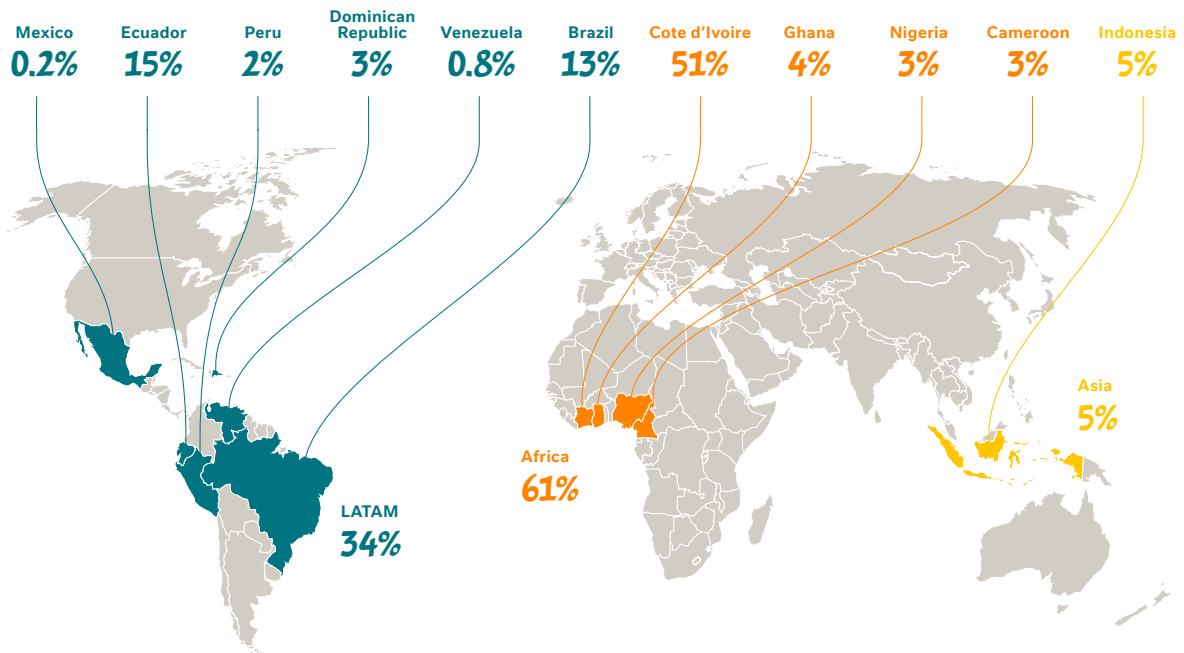 Mexico
0.2%
Ecuador
15%
Peru
2%
Dominican
Republic
3%
Venezuela
0.8%
Brazil
13%
Cote d'Ivoire
51%
Ghana
4%
Nigeria
3%
Cameroon
3%
Indonesia
5%
Asia
5%
Africa
61%
LATAM
34%